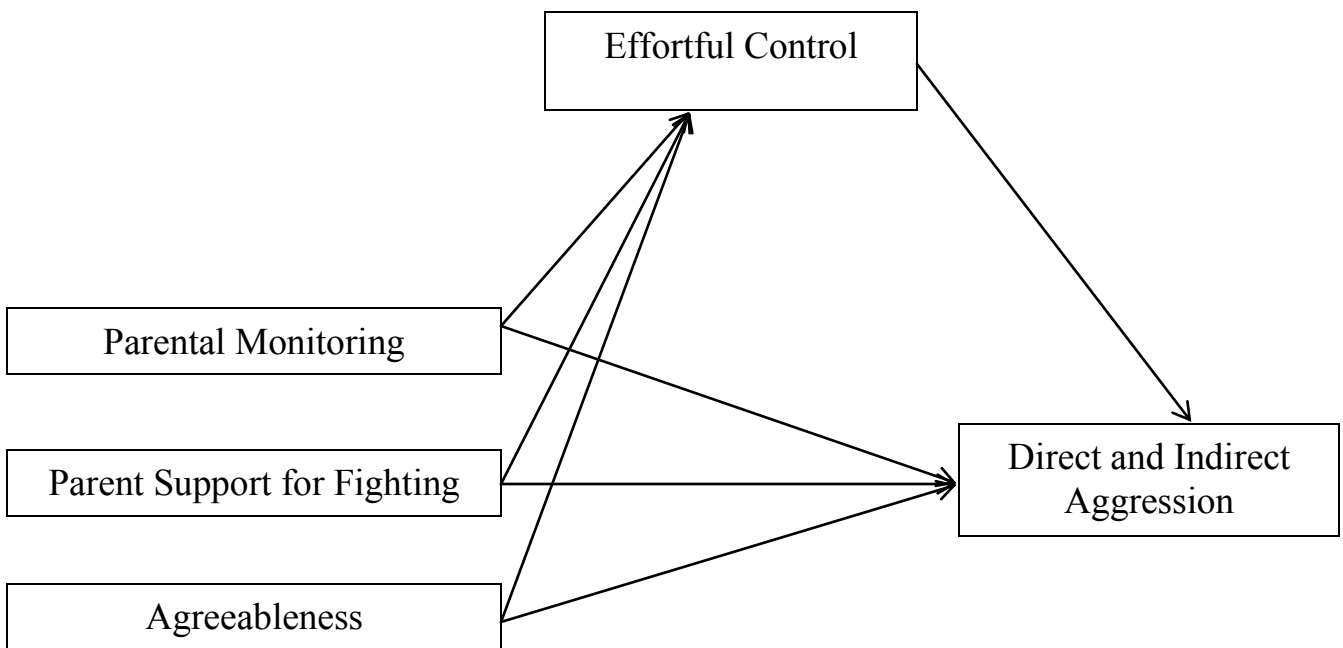 Effortful Control
Parental Monitoring
Parent Support for Fighting
Direct and Indirect
Aggression
Agreeableness